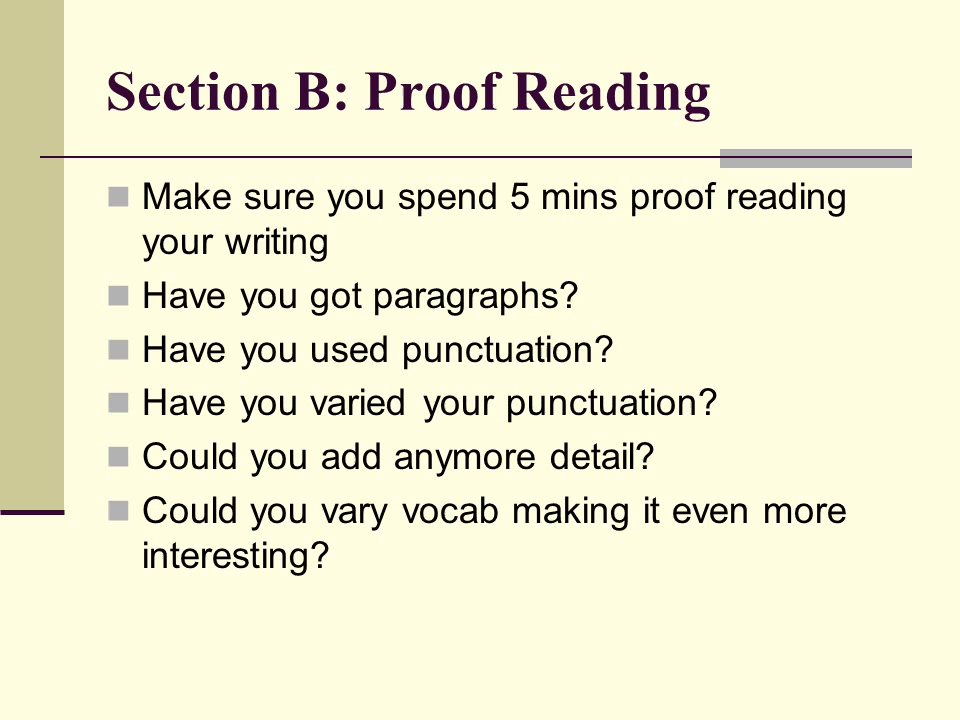 Section B: Proof Reading
Make sure you spend 5 mins proof reading
your writing
Have you got paragraphs?
Have you used punctuation?
Have you varied your punctuation?
Could you add anymore detail?
Could you vary vocab making it even more
interesting?